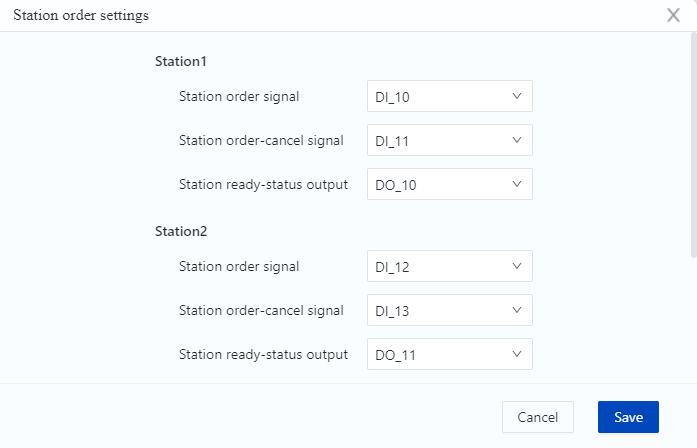 Station order settings
Station1
Station order signal DI_10
Station order-cancel signal DI_11
Station ready-status output DO_10
Station2
Station order signal DI_12
Station order-cancel signal DI_13
Station ready-status output DO_11
Cancel Save